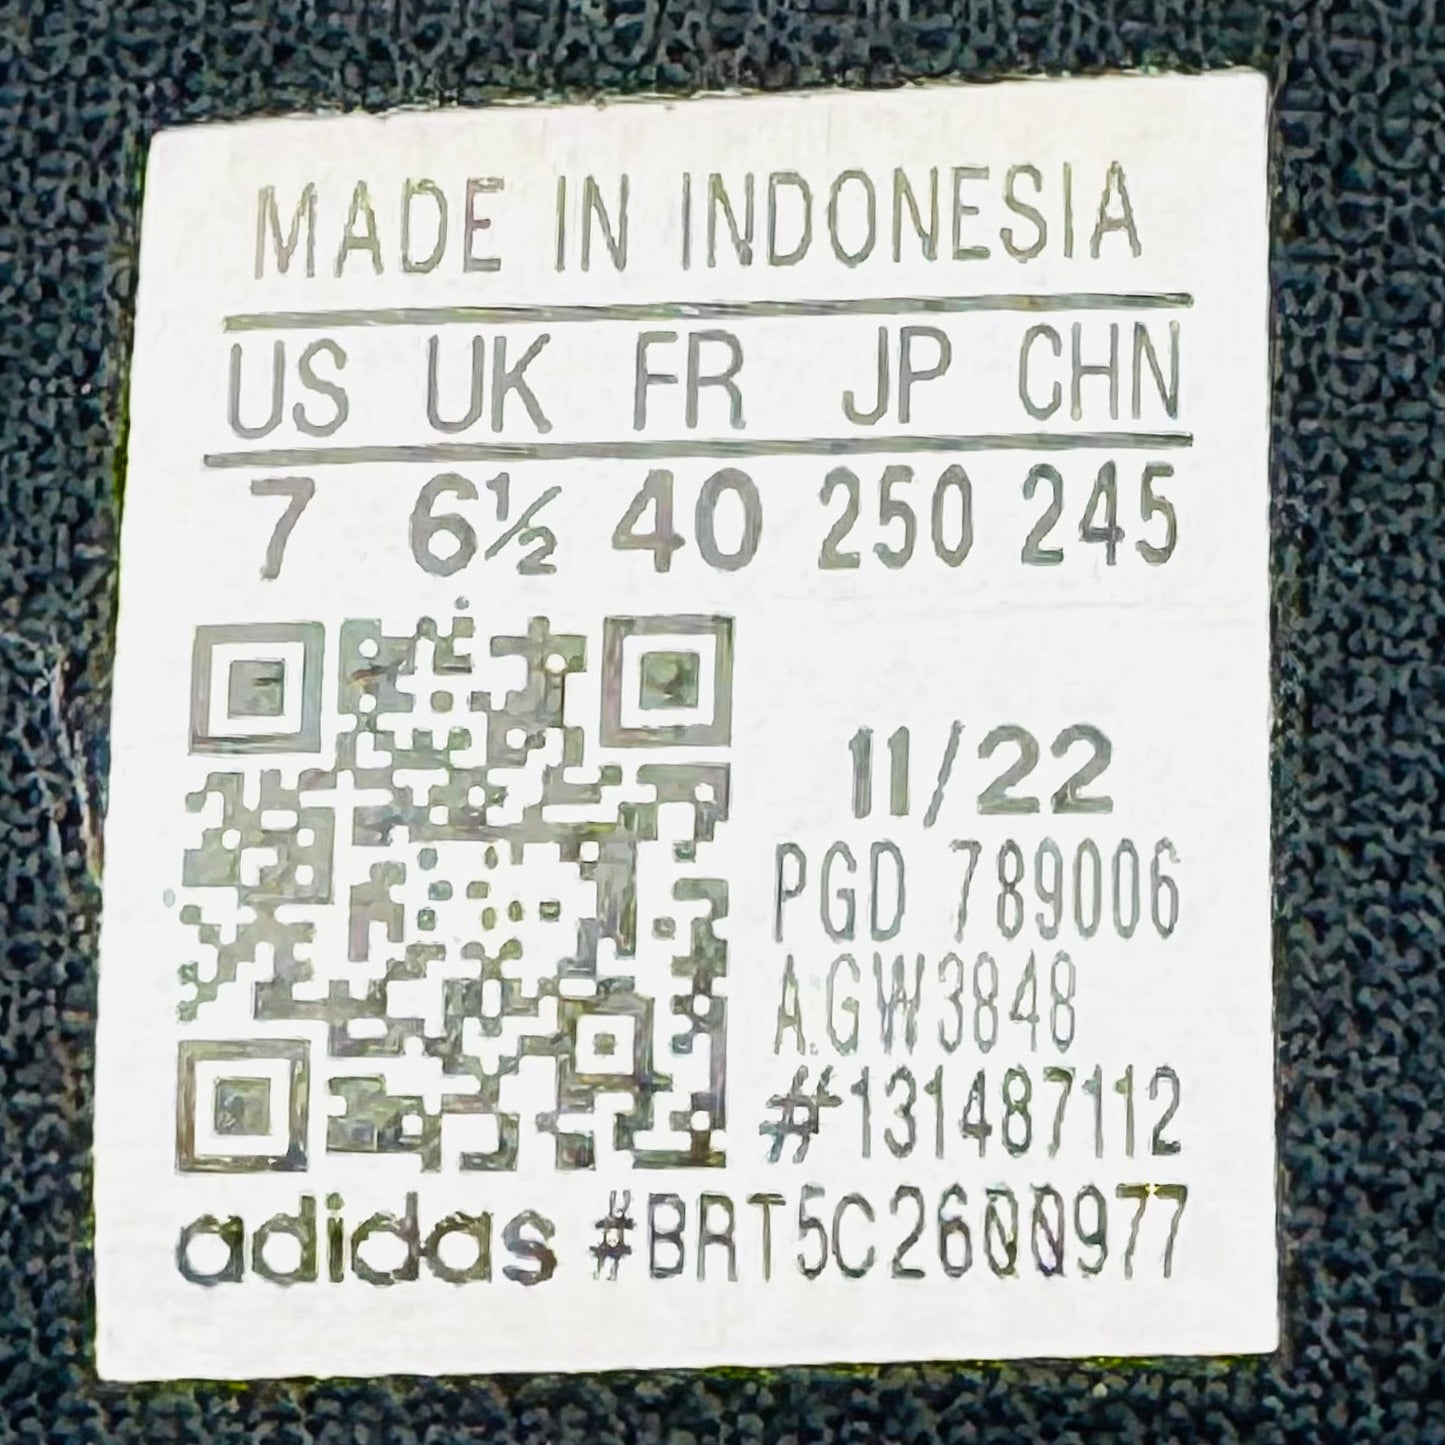 MADE IN INDONESIA
US UK FR JP CHN
7 6½ 40 250 245
11/22
PGD 789006
A.GW3848
#131487112
adidas #BRT5C2600977